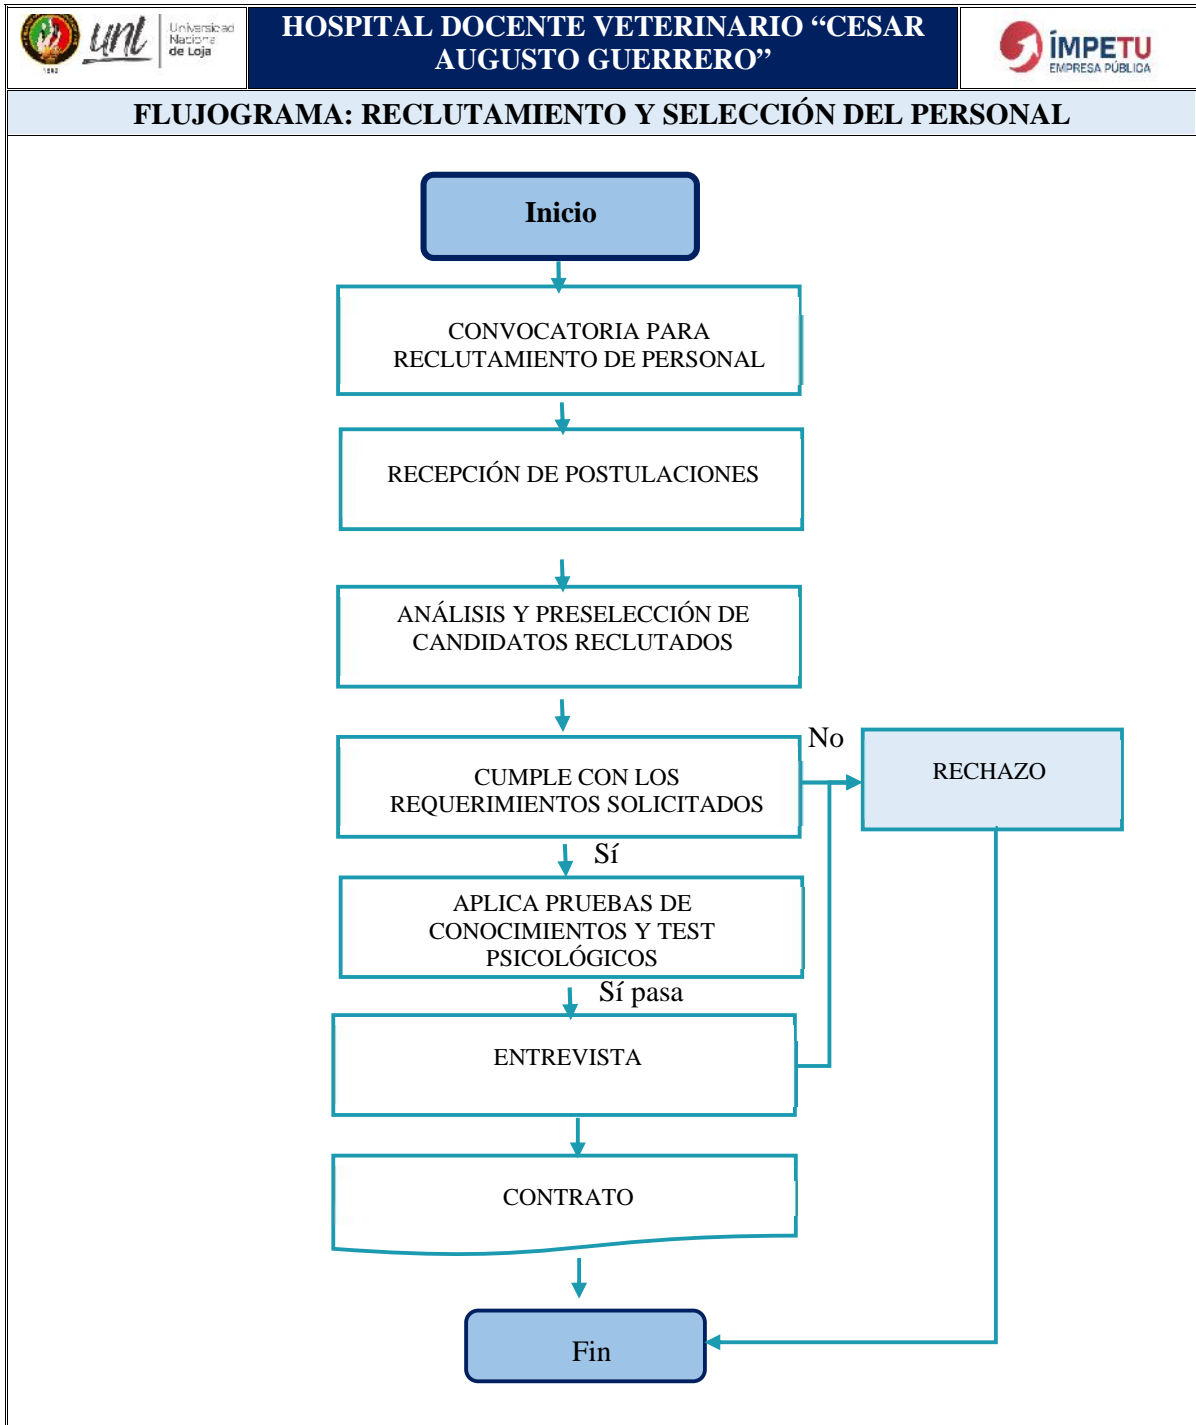 unl
Universidad
Nacional
de Loja
HOSPITAL DOCENTE VETERINARIO “CESAR
AUGUSTO GUERRERO”
ÍMPETU
EMPRESA PÚBLICA
FLUJOGRAMA: RECLUTAMIENTO Y SELECCIÓN DEL PERSONAL
Inicio
CONVOCATORIA PARA
RECLUTAMIENTO DE PERSONAL
RECEPCIÓN DE POSTULACIONES
ANÁLISIS Y PRESELECCIÓN DE
CANDIDATOS RECLUTADOS
No
CUMPLE CON LOS
REQUERIMIENTOS SOLICITADOS
RECHAZO
Sí
APLICA PRUEBAS DE
CONOCIMIENTOS Y TEST
PSICOLÓGICOS
Sí pasa
ENTREVISTA
CONTRATO
Fin